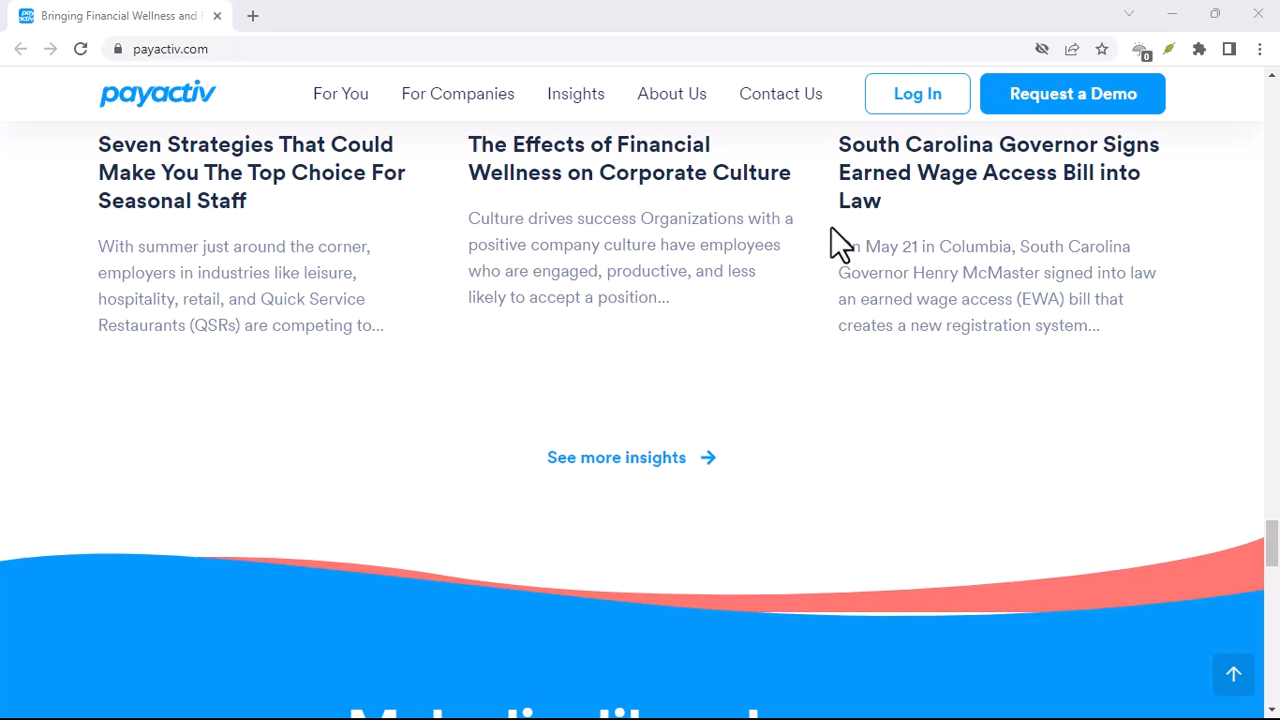 Bringing Financial Wellness and
payactiv.com
0
payactiv
For You
For Companies
Insights
About Us
Contact Us
Log In
Request a Demo
Seven Strategies That Could
Make You The Top Choice For
Seasonal Staff
With summer just around the corner,
employers in industries like leisure,
hospitality, retail, and Quick Service
Restaurants (QSRs) are competing to...
The Effects of Financial
Wellness on Corporate Culture
Culture drives success Organizations with a
positive company culture have employees
who are engaged, productive, and less
likely to accept a position...
South Carolina Governor Signs
Earned Wage Access Bill into
Law
May 21 in Columbia, South Carolina
Governor Henry McMaster signed into law
an earned wage access (EWA) bill that
creates a new registration system...
See more insights